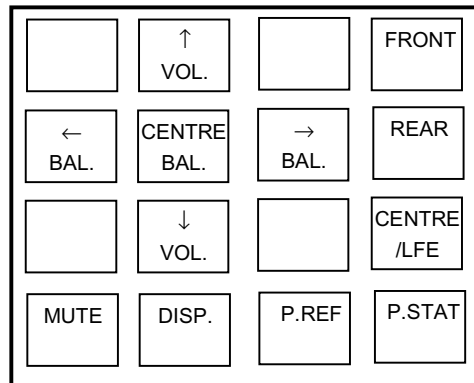 ↑
VOL.
FRONT
←
BAL.
CENTRE
BAL.
→
BAL.
REAR
↓
VOL.
CENTRE
/LFE
MUTE
DISP.
P.REF
P.STAT